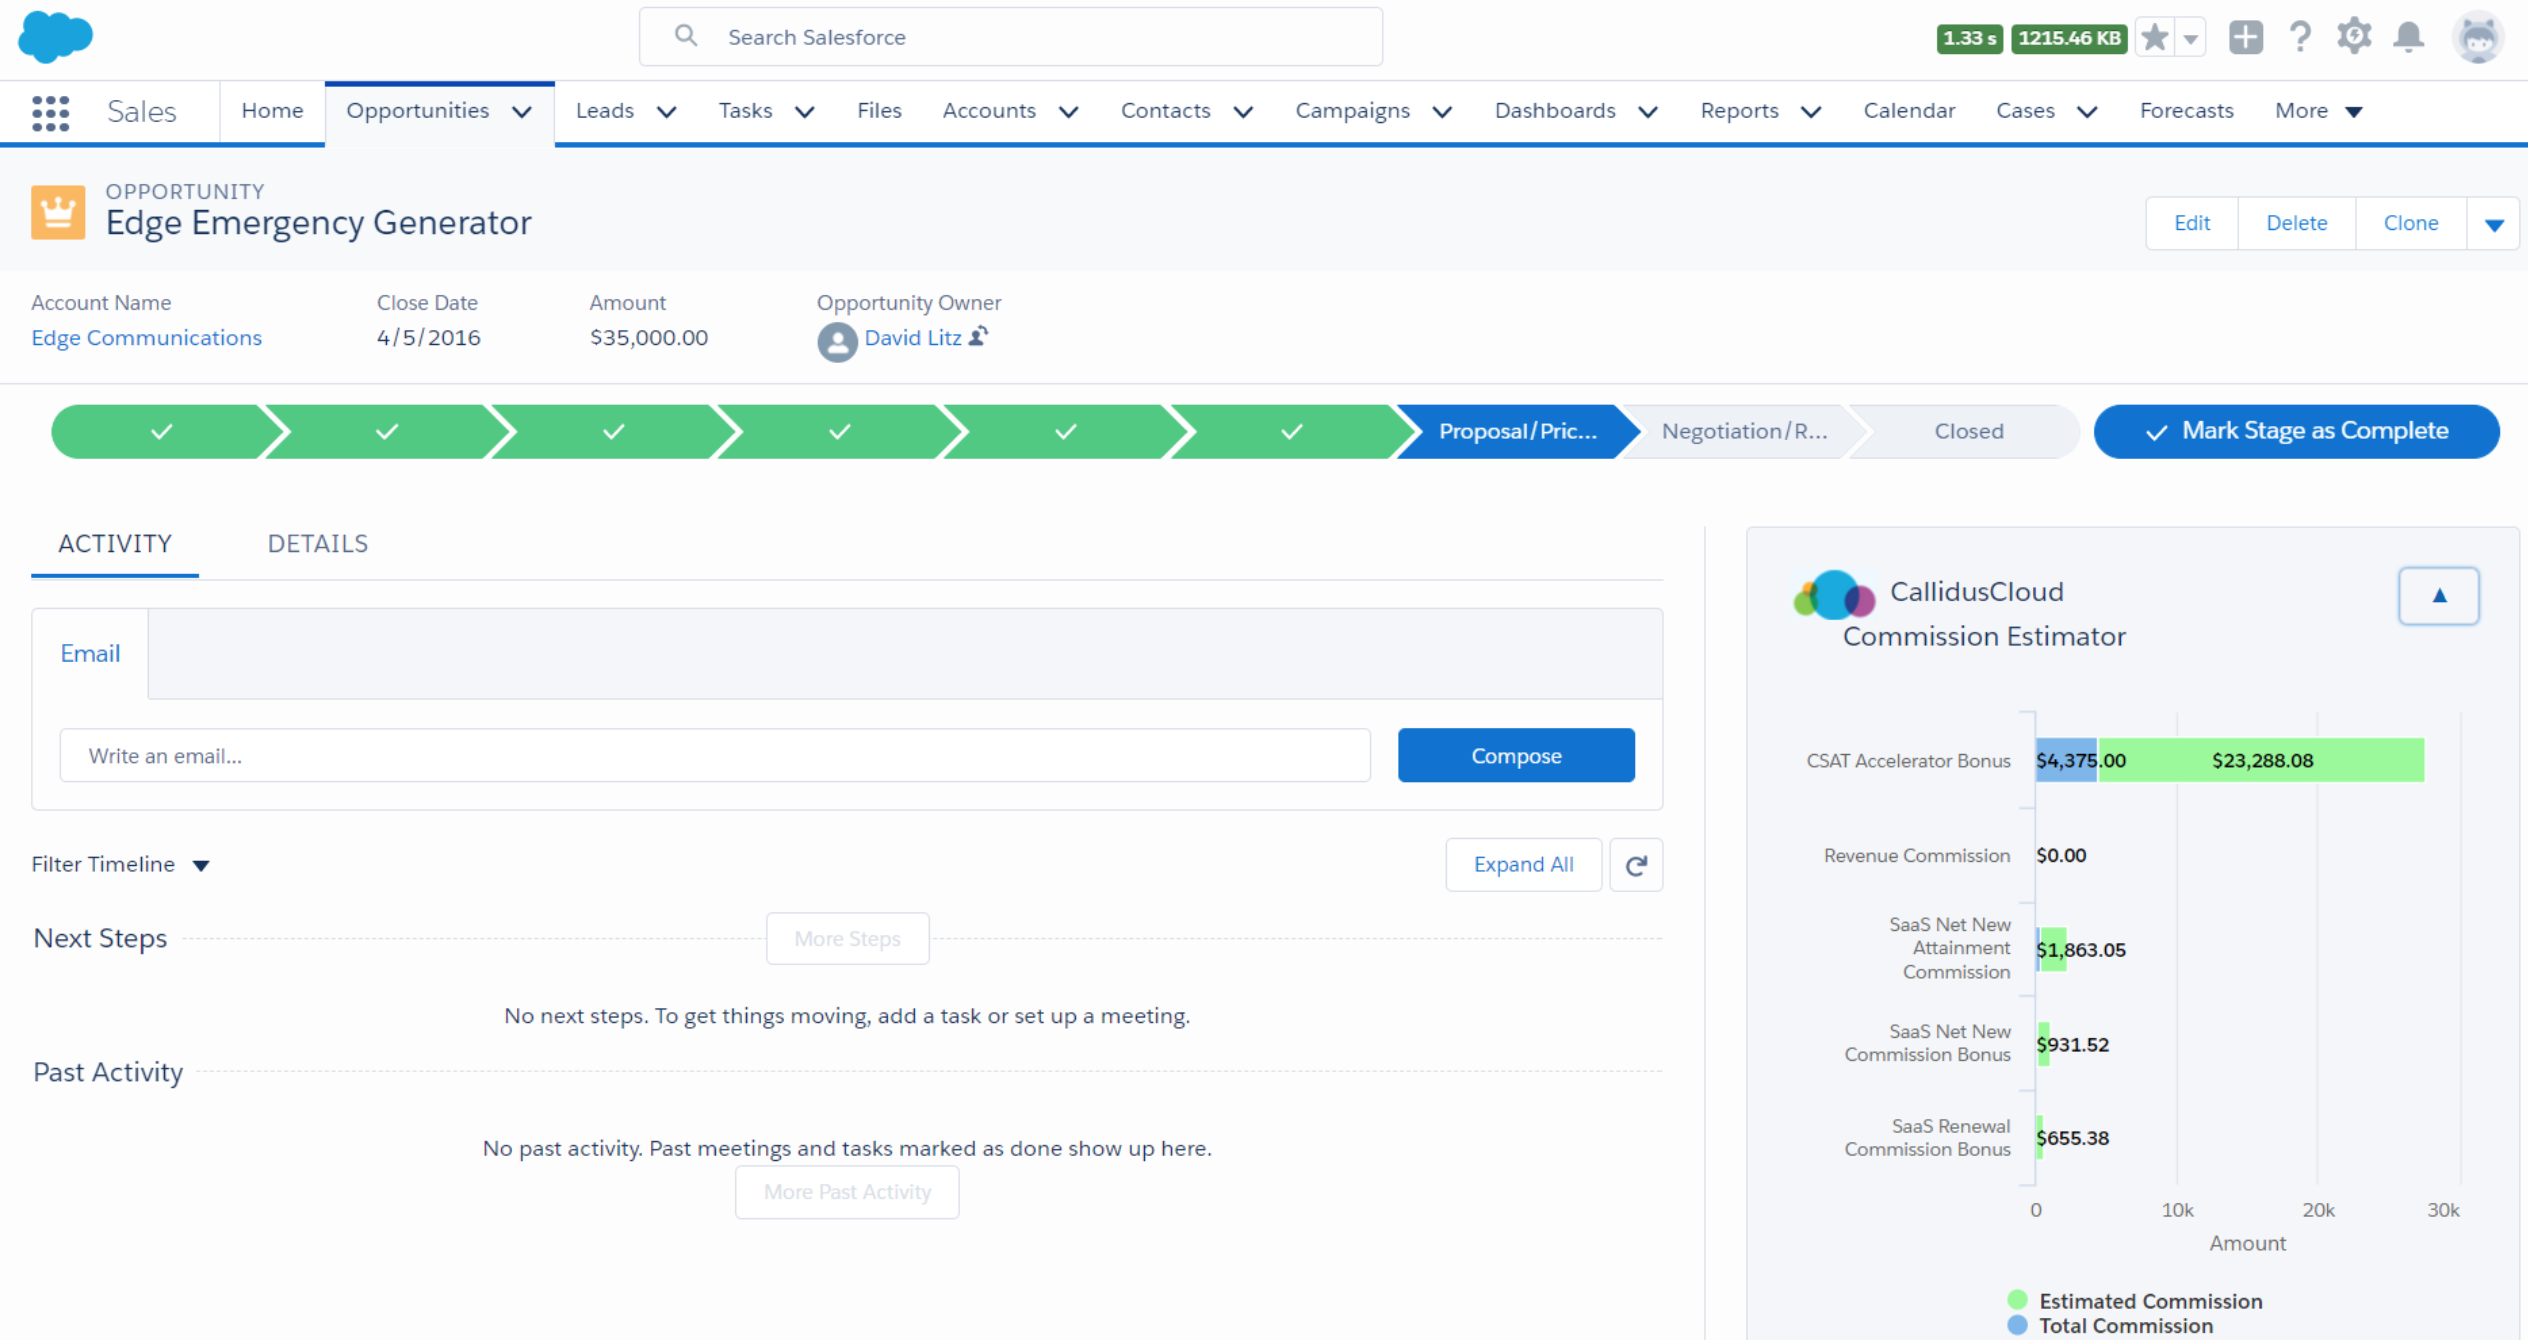 Search Salesforce
1.33 s
1215.46 KB
Sales
Home
Opportunities
Leads
Tasks
Files
Accounts
Contacts
Campaigns
Dashboards
Reports
Calendar
Cases
Forecasts
More
OPPORTUNITY
Edge Emergency Generator
Edit
Delete
Clone
Account Name
Edge Communications
Close Date
4/5/2016
Amount
$35,000.00
Opportunity Owner
David Litz
Proposal/Pric...
Negotiation/R...
Closed
Mark Stage as Complete
ACTIVITY
DETAILS
Email
Write an email...
Compose
Filter Timeline
Expand All
Next Steps
More Steps
No next steps. To get things moving, add a task or set up a meeting.
Past Activity
No past activity. Past meetings and tasks marked as done show up here.
More Past Activity
CallidusCloud
Commission Estimator
CSAT Accelerator Bonus
$4,375.00
$23,288.08
Revenue Commission
$0.00
SaaS Net New
Attainment
Commission
$1,863.05
SaaS Net New
Commission Bonus
$931.52
SaaS Renewal
Commission Bonus
$655.38
0
10k
20k
30k
Amount
Estimated Commission
Total Commission